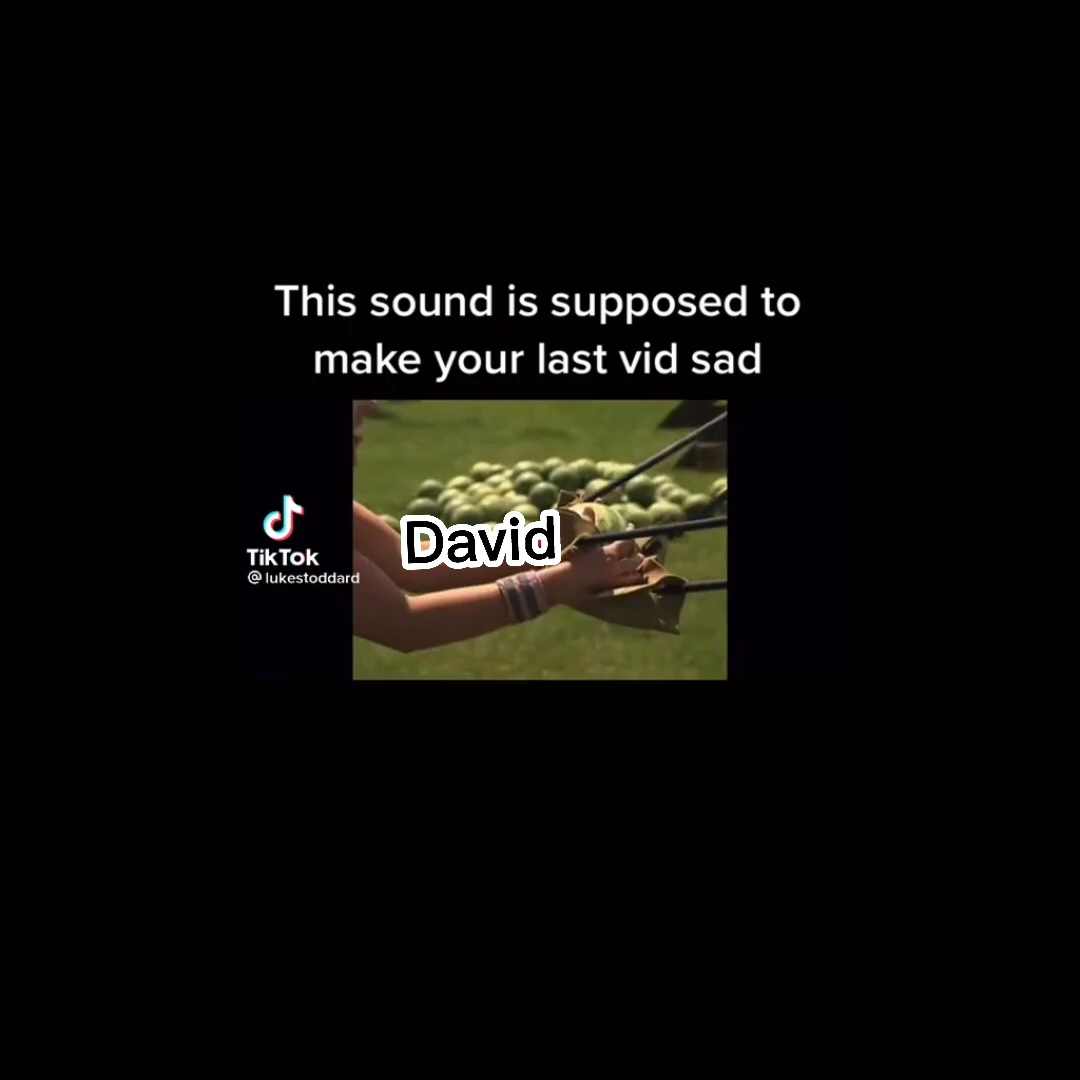 This sound is supposed to
make your last vid sad
David
TikTok
@lukestoddard